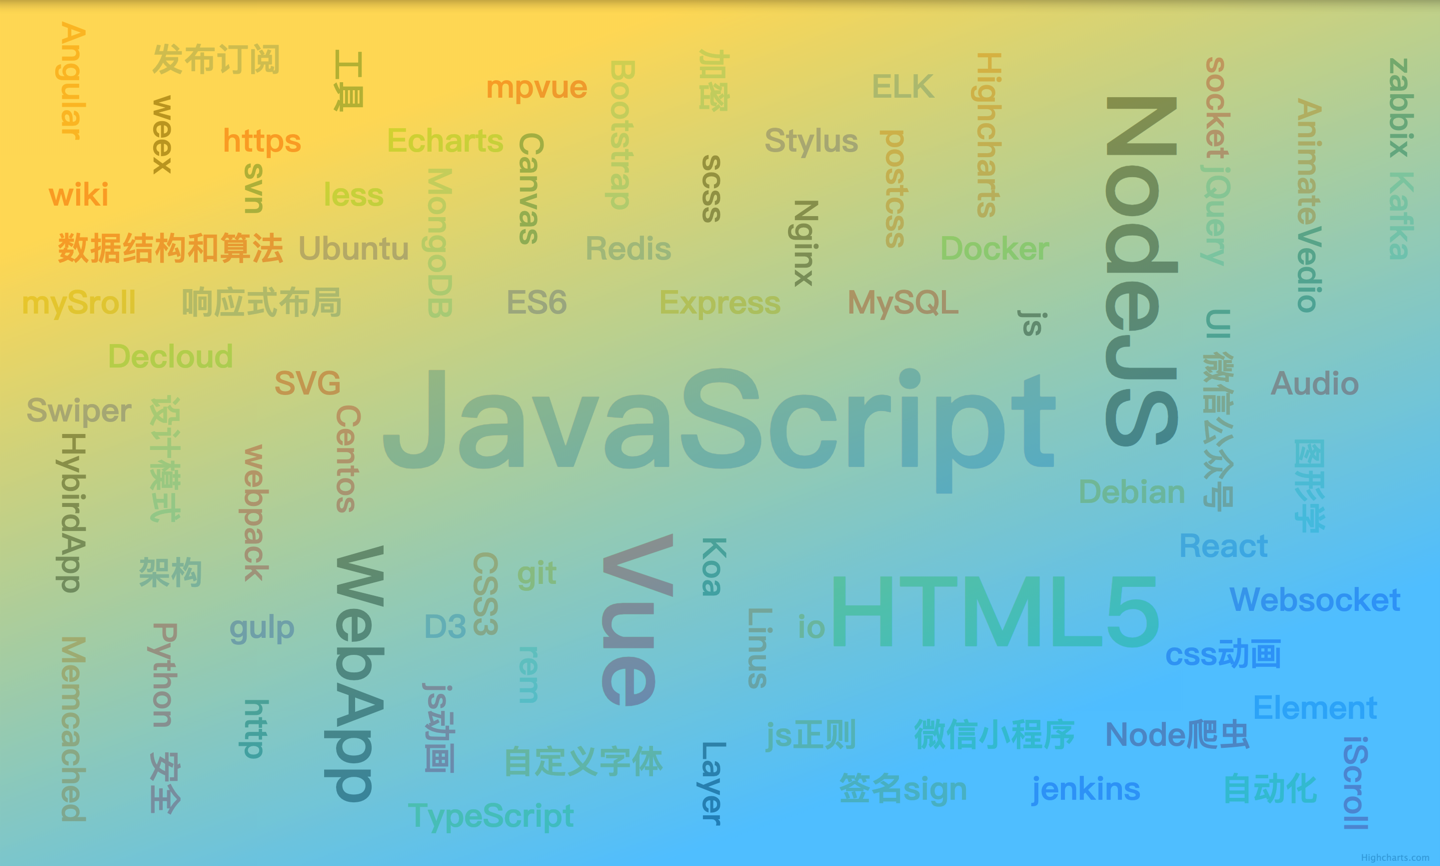 Angular
发布订阅
工具
mpvue
Bootstrap
加密
ELK
Highcharts
NodeJS
socket
zabbix
weex
https
Echarts
Canvas
Stylus
postcss
AnimateVedio
svn
scss
jQuery
Kafka
wiki
less
MongoDB
Nginx
数据结构和算法
Ubuntu
Redis
Docker
mySroll
响应式布局
ES6
Express
MySQL
js
UI
Decloud
SVG
JavaScript
微信公众号
Audio
Swiper
设计模式
Centos
HybirdApp
webpack
图形学
Debian
React
架构
WebApp
CSS3
git
Vue
Koa
HTML5
Websocket
gulp
D3
Linus
io
Python
Memcached
rem
css动画
http
js动画
Element
js正则
微信小程序
Node爬虫
安全
自定义字体
Layer
iScroll
签名sign
jenkins
自动化
TypeScript
Highcharts.com